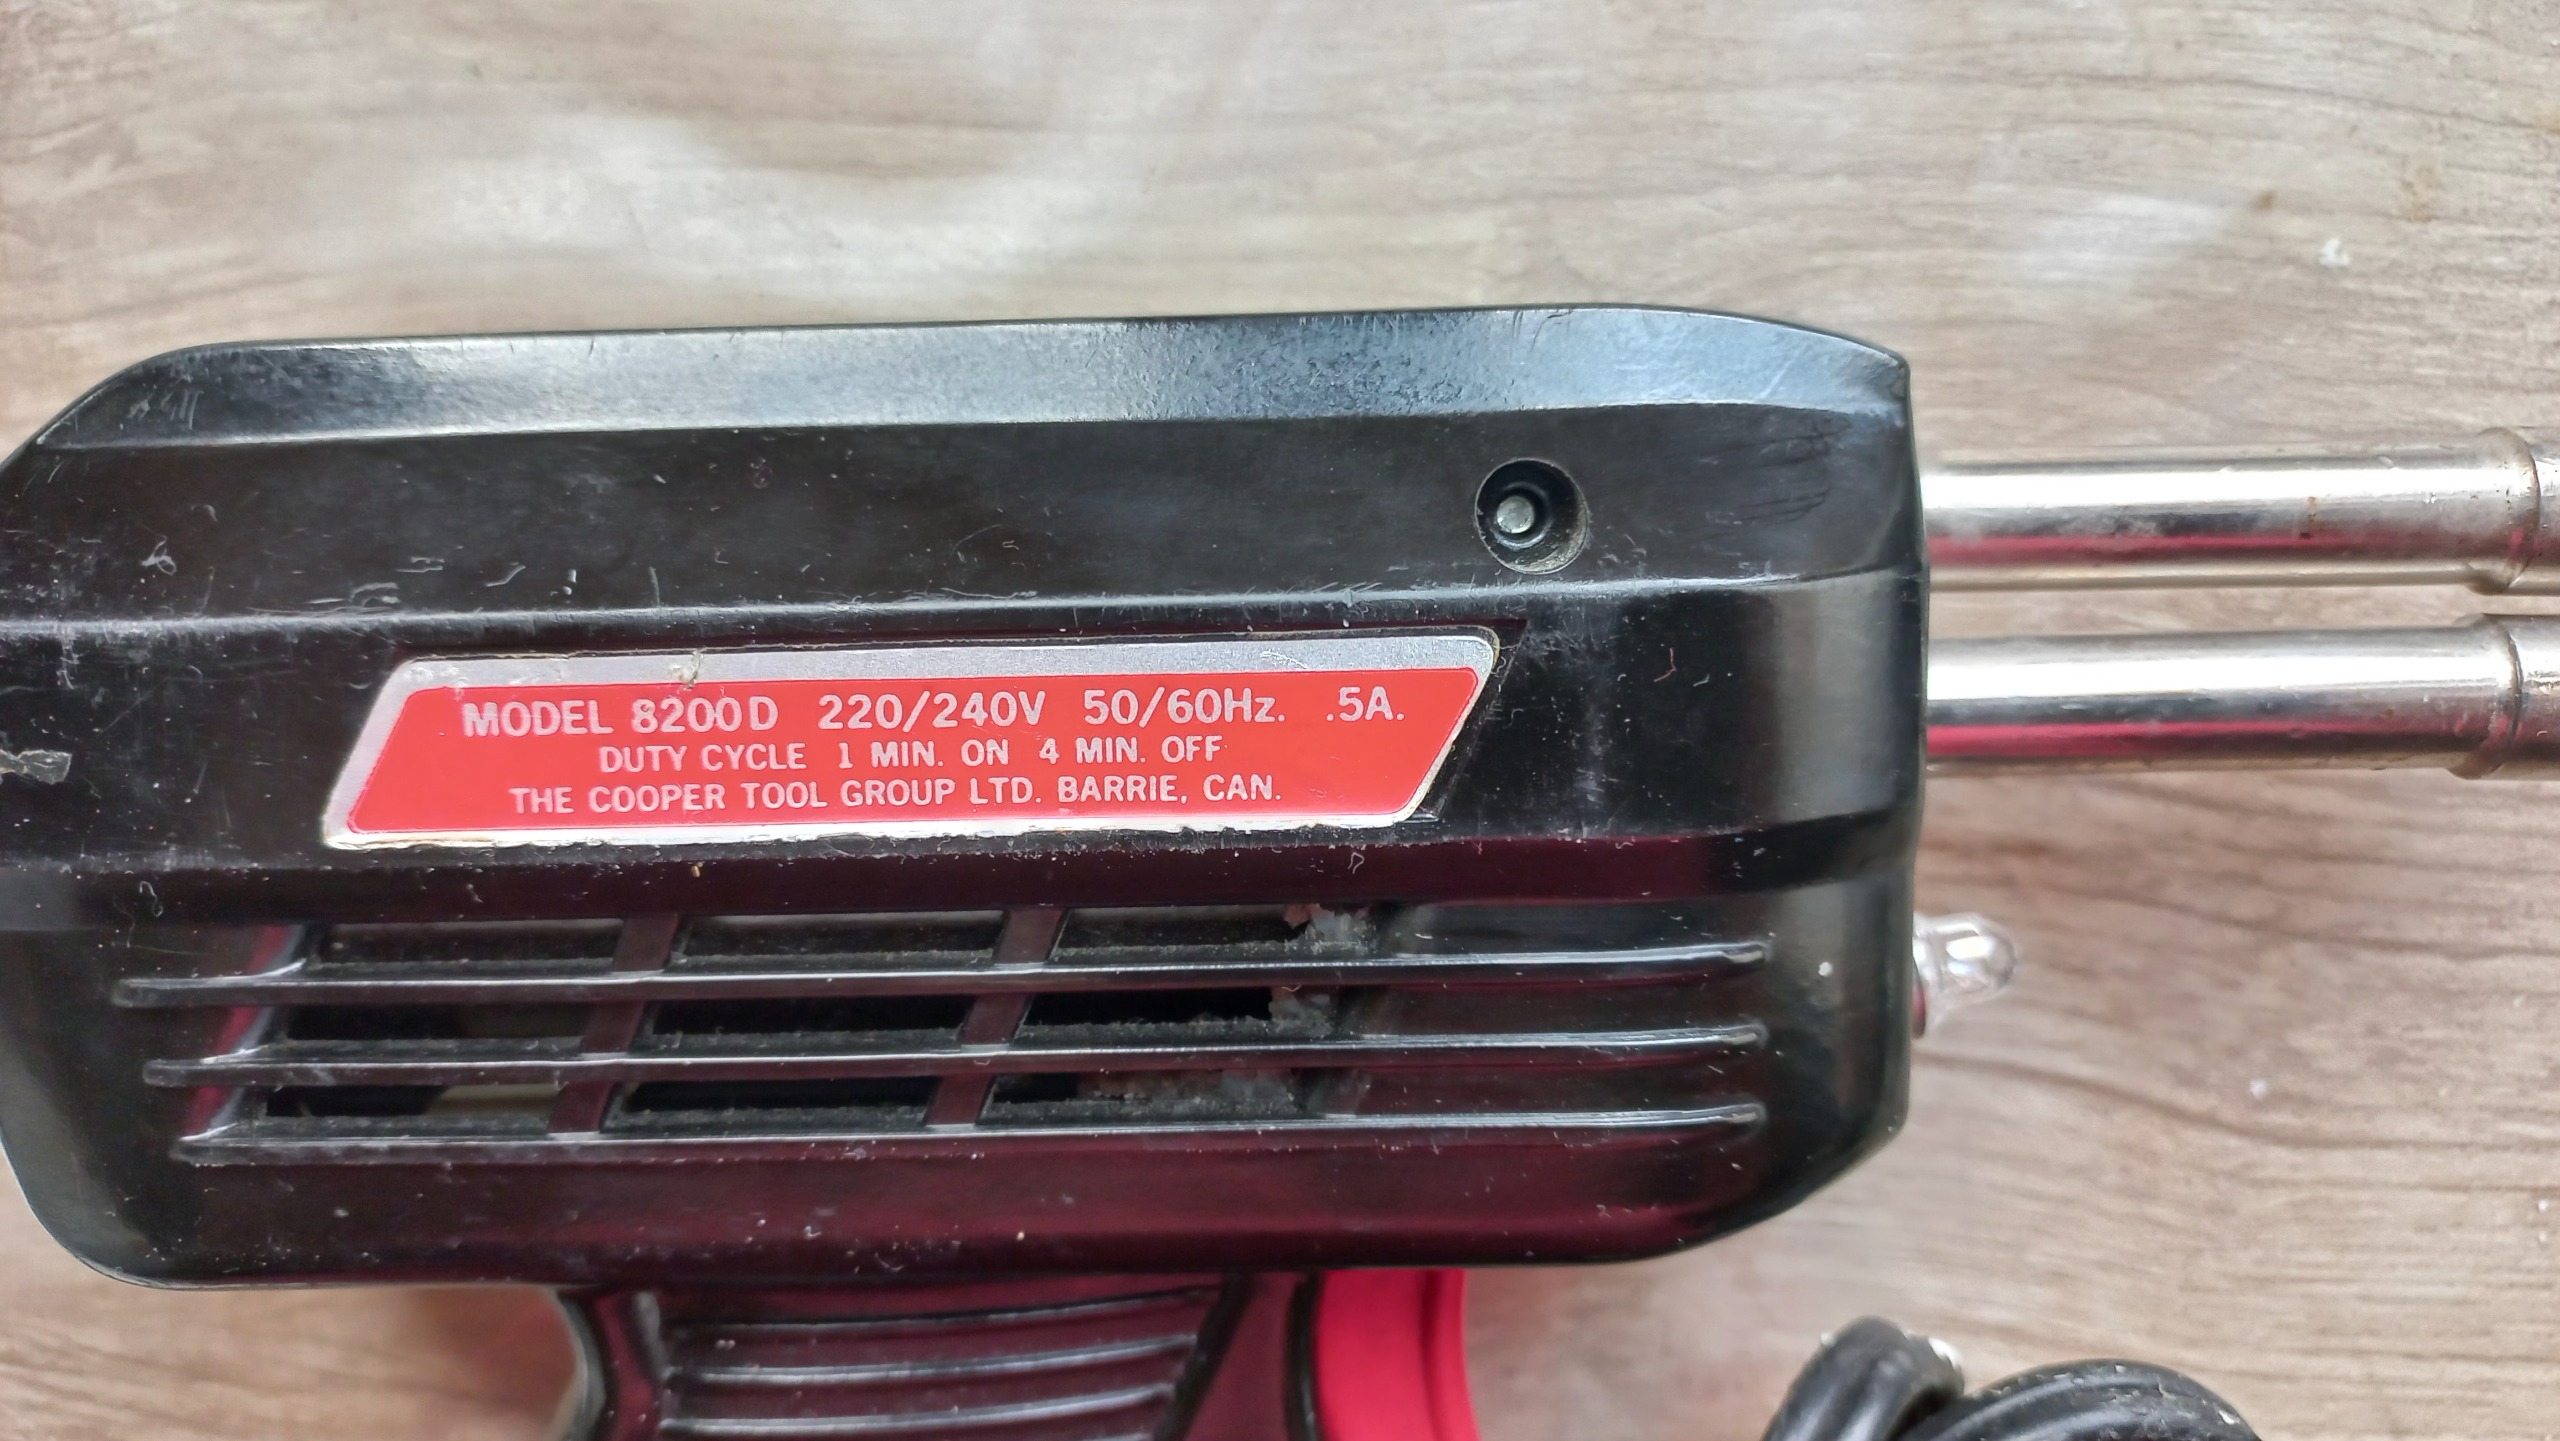 MODEL 8200D 220/240V 50/60Hz. .5A.
DUTY CYCLE 1 MIN. ON 4 MIN. OFF
THE COOPER TOOL GROUP LTD. BARRIE, CAN.